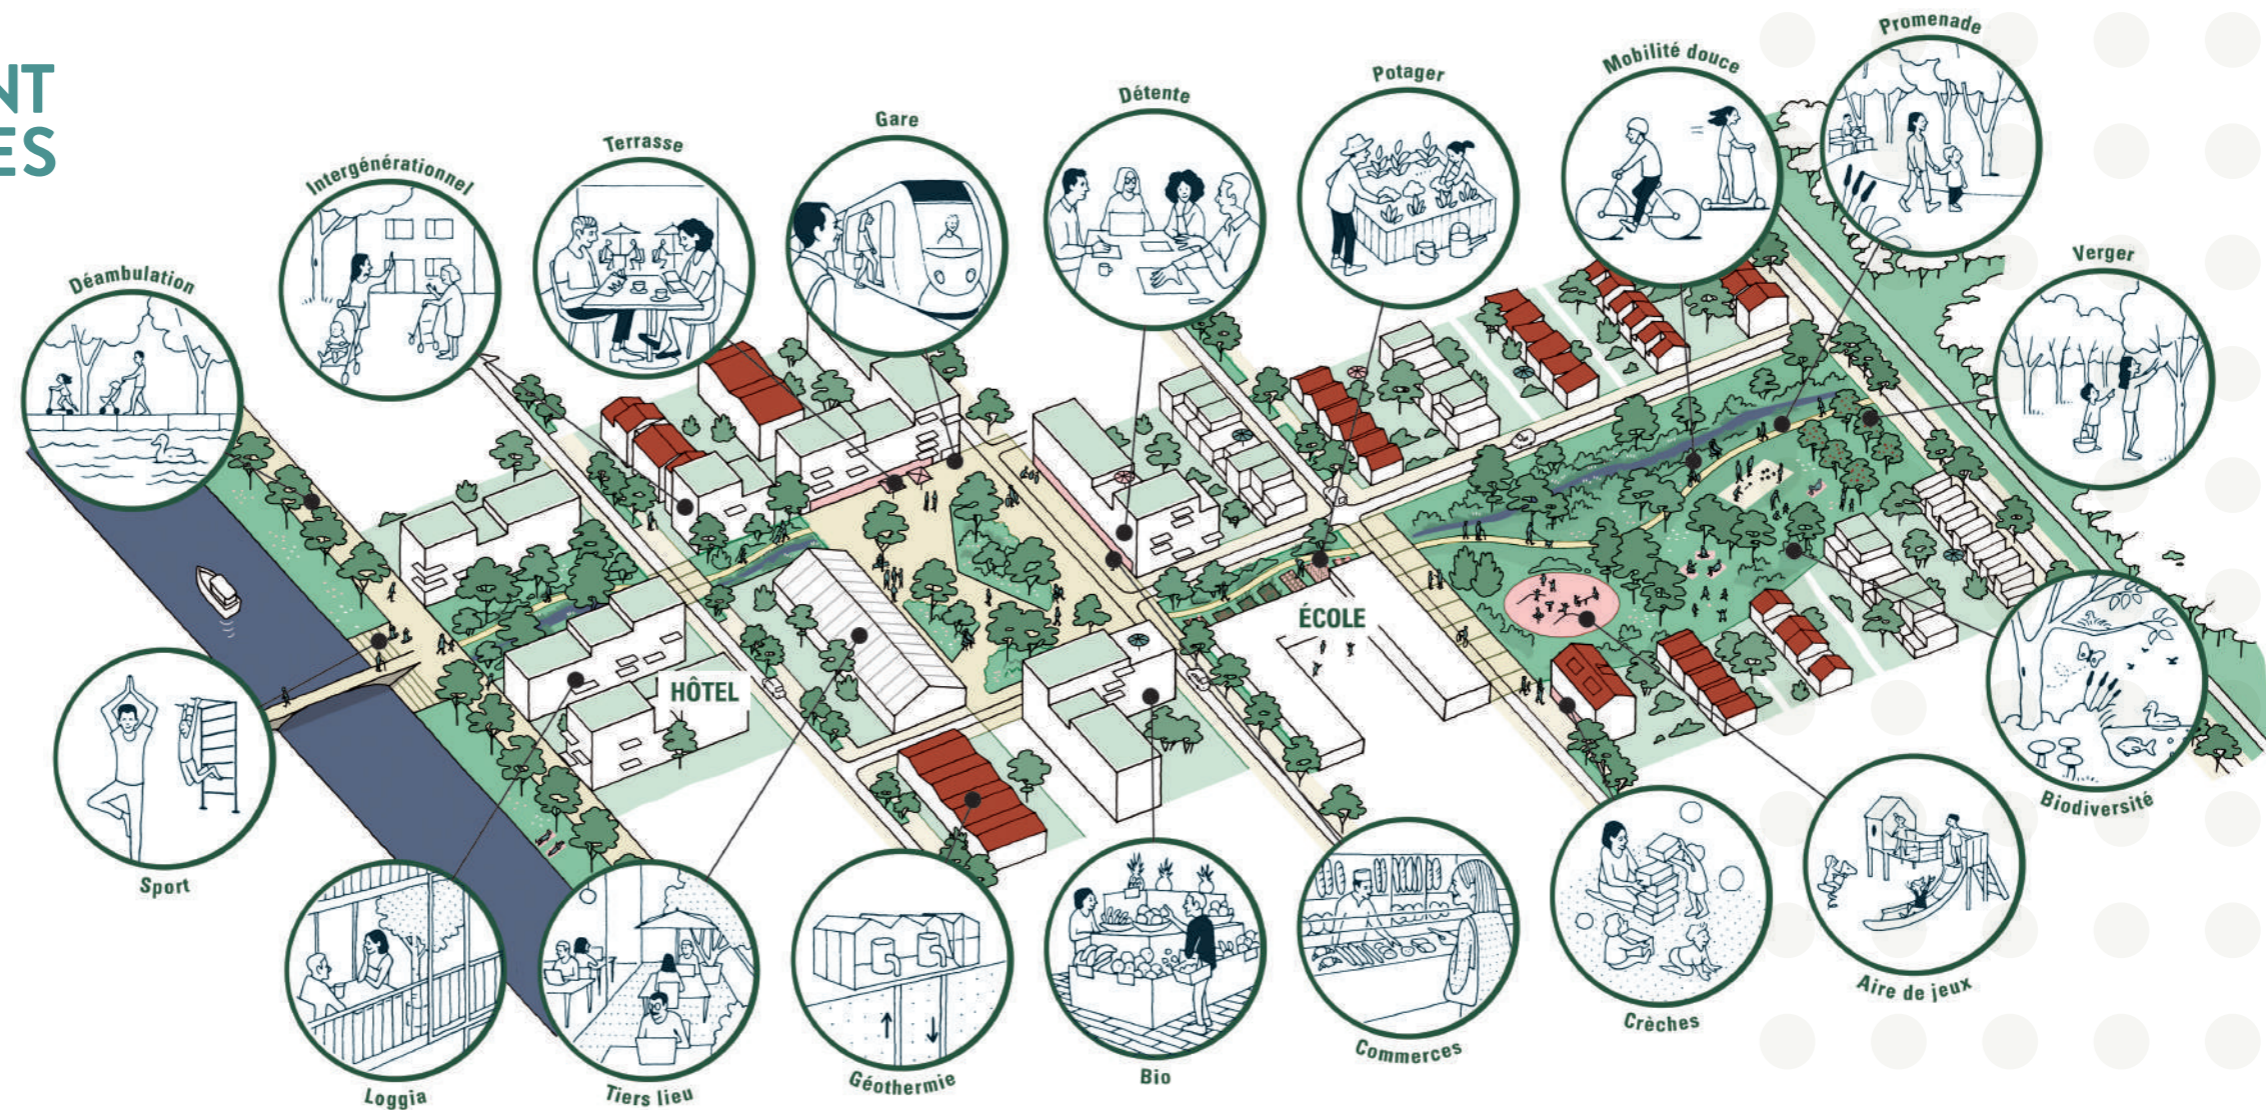 NT
ES
Déambulation
Intergénérationnel
Terrasse
Gare
Détente
Potager
Mobilité douce
Promenade
Verger
ÉCOLE
HÔTEL
Sport
Loggia
Tiers lieu
Géothermie
Bio
Commerces
Crèches
Aire de jeux
Biodiversité